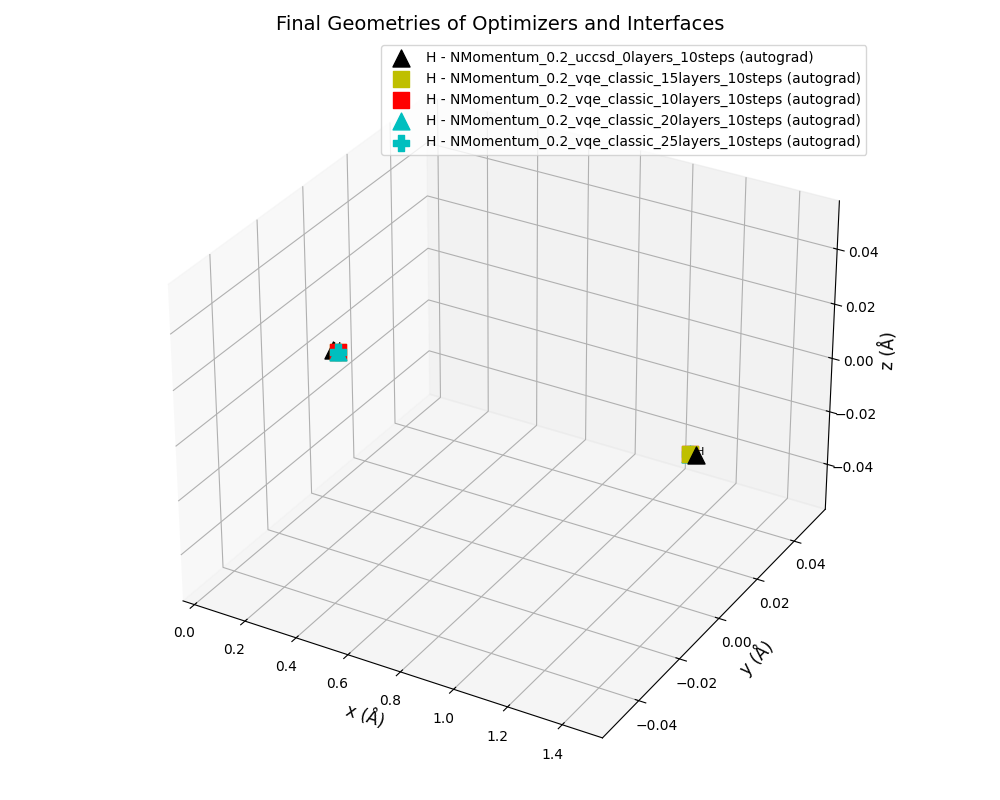 Final Geometries of Optimizers and Interfaces
H - NMomentum_0.2_uccsd_0layers_10steps (autograd)
H - NMomentum_0.2_vqe_classic_15layers_10steps (autograd)
H - NMomentum_0.2_vqe_classic_10layers_10steps (autograd)
H - NMomentum_0.2_vqe_classic_20layers_10steps (autograd)
H - NMomentum_0.2_vqe_classic_25layers_10steps (autograd)
0.04
0.02
0.00
−0.02
−0.04
z (Å)
H
0.04
0.02
0.00
−0.02
−0.04
y (Å)
0.0
0.2
0.4
0.6
0.8
1.0
1.2
1.4
x (Å)